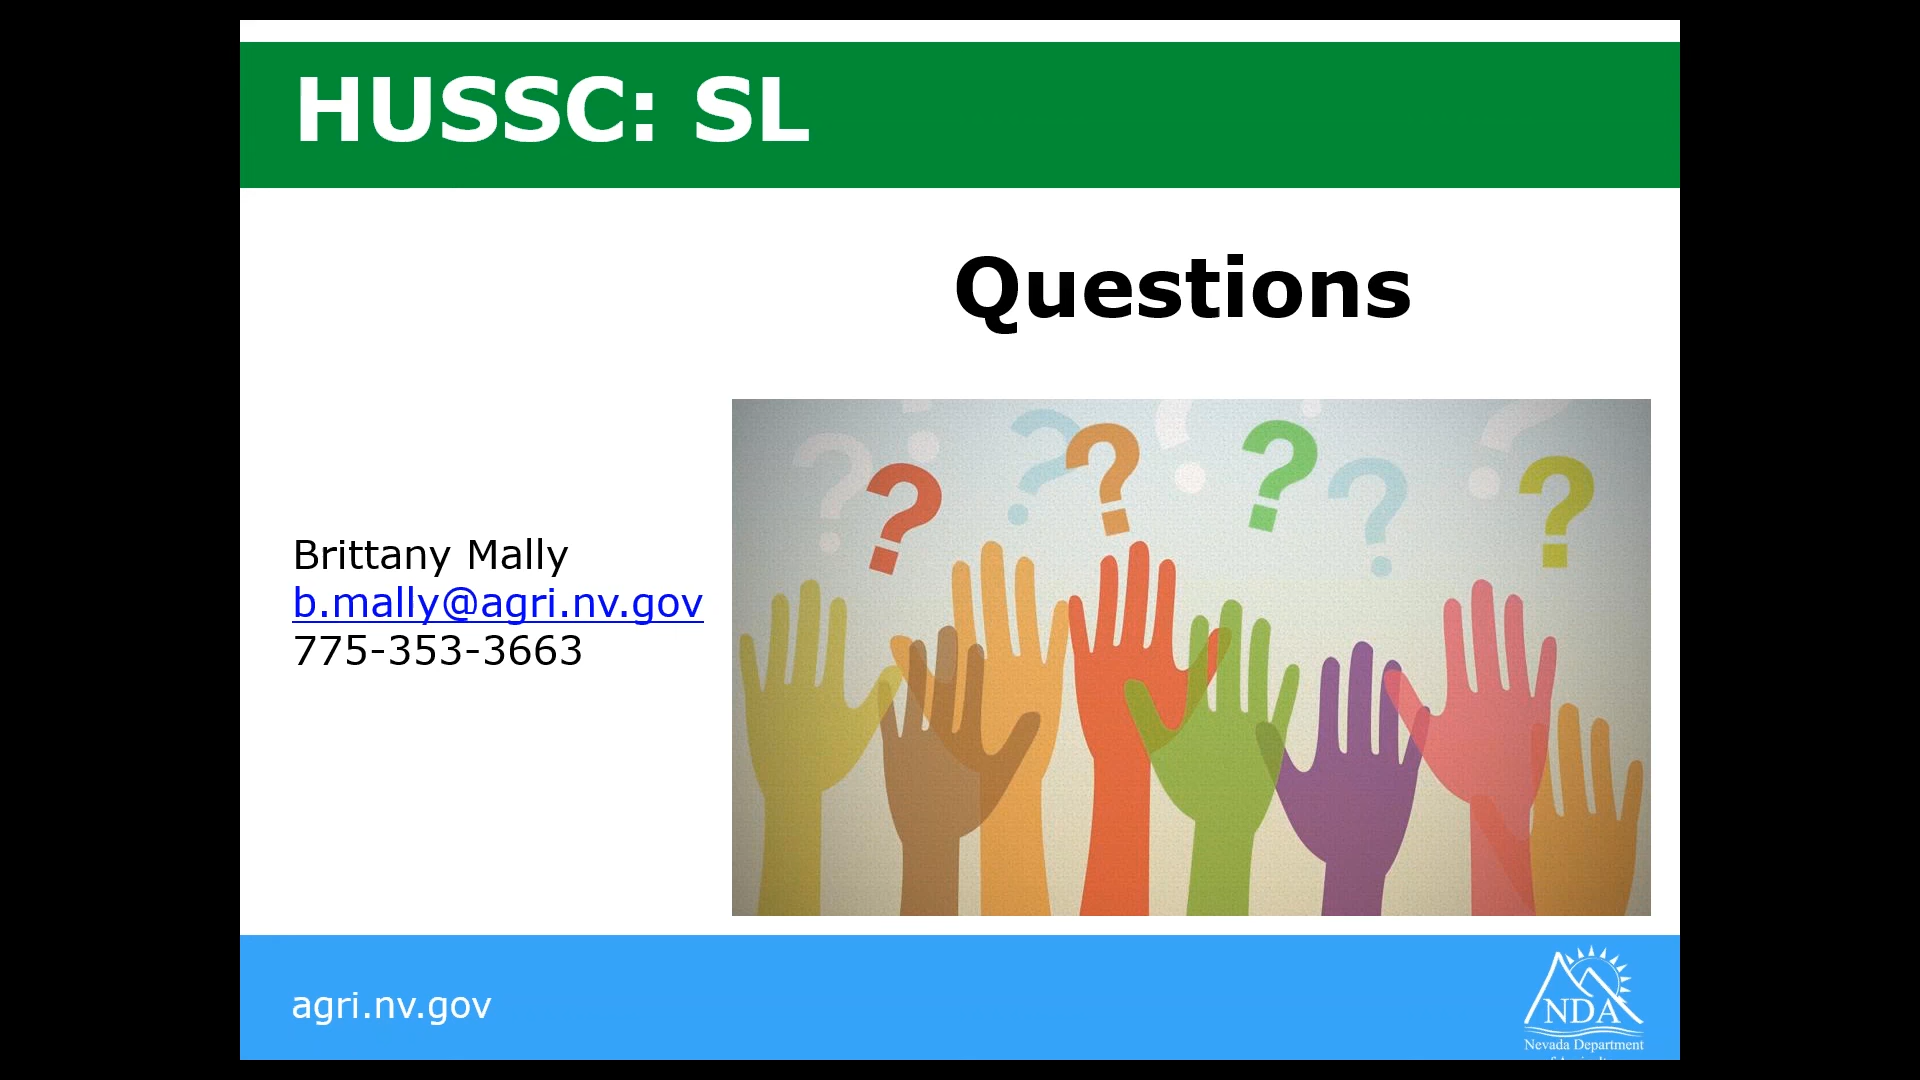 HUSSC: SL
Questions
Brittany Mally
b.mally@agri.nv.gov
775-353-3663
agri.nv.gov
NDA
Nevada Department